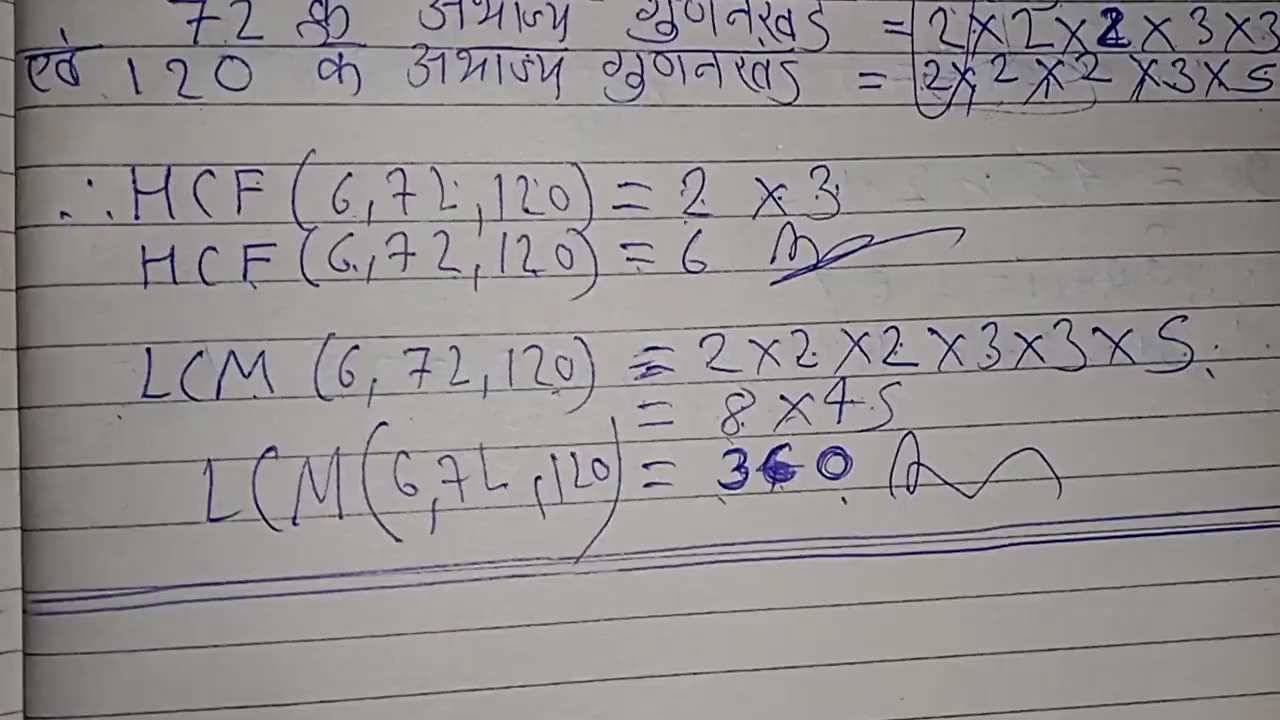 72 के अभाज्य गुणनखंड = 2 × 2 × 2 × 3 × 3
एवं 120 के अभाज्य गुणनखंड = 2 × 2 × 2 × 3 × 5
∴ HCF (6, 72, 120) = 2 × 3
HCF (6, 72, 120) = 6
LCM (6, 72, 120) = 2 × 2 × 2 × 3 × 3 × 5
= 8 × 45
LCM (6, 72, 120) = 360